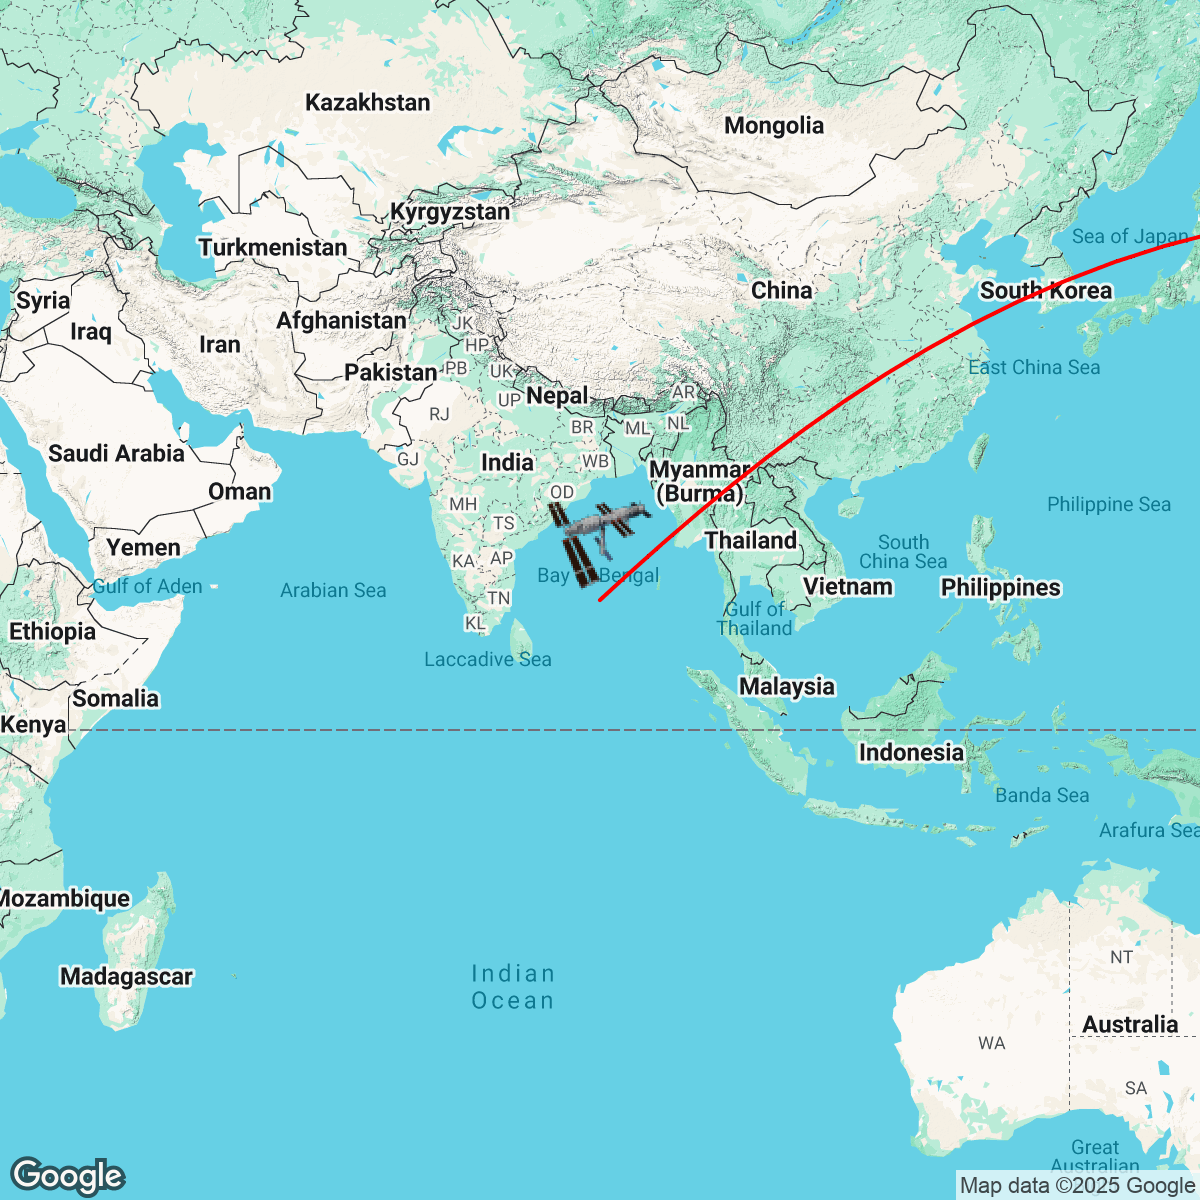 Kazakhstan
Mongolia
Kyrgyzstan
Turkmenistan
Sea of Japan
China
South Korea
Syria
Iraq
Iran
Afghanistan
JK
HP
Pakistan
PB
UK
East China Sea
Nepal
UP
AR
RJ
BR
ML
NL
Saudi Arabia
GJ
India
WB
Myanmar
(Burma)
Oman
MH
OD
TS
Philippine Sea
Yemen
KA
AP
Thailand
South
China Sea
Gulf of Aden
Arabian Sea
Bay
Bengal
Vietnam
Philippines
TN
Gulf of
Thailand
Ethiopia
KL
Laccadive Sea
Somalia
Malaysia
Kenya
Indonesia
Banda Sea
Arafura Sea
Mozambique
Madagascar
Indian
Ocean
NT
Australia
WA
SA
Great
Australian
Google
Map data ©2025 Google